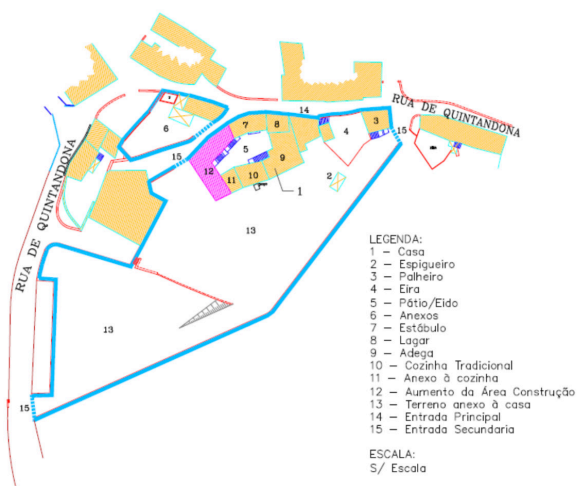 14
RUA DE QUINTANDONA
7
8
3
6
4
15
5
15
9
12
2
11
10
1
13
RUA DE QUINTANDONA
13
15
LEGENDA:
1 – Casa
2 – Espigueiro
3 – Palheiro
4 – Eira
5 – Pátio/Eido
6 – Anexos
7 – Estábulo
8 – Lagar
9 – Adega
10 – Cozinha Tradicional
11 – Anexo à cozinha
12 – Aumento da Área Construção
13 – Terreno anexo à casa
14 – Entrada Principal
15 – Entrada Secundaria
ESCALA:
S/ Escala